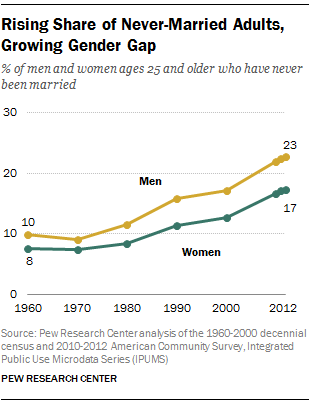 Rising Share of Never-Married Adults,
Growing Gender Gap
% of men and women ages 25 and older who have never
been married
30
23
20
Men
10
17
10
8
Women
0
1960 1970 1980 1990 2000 2012
Source: Pew Research Center analysis of the 1960-2000 decennial
census and 2010-2012 American Community Survey, Integrated
Public Use Microdata Series (IPUMS)
PEW RESEARCH CENTER